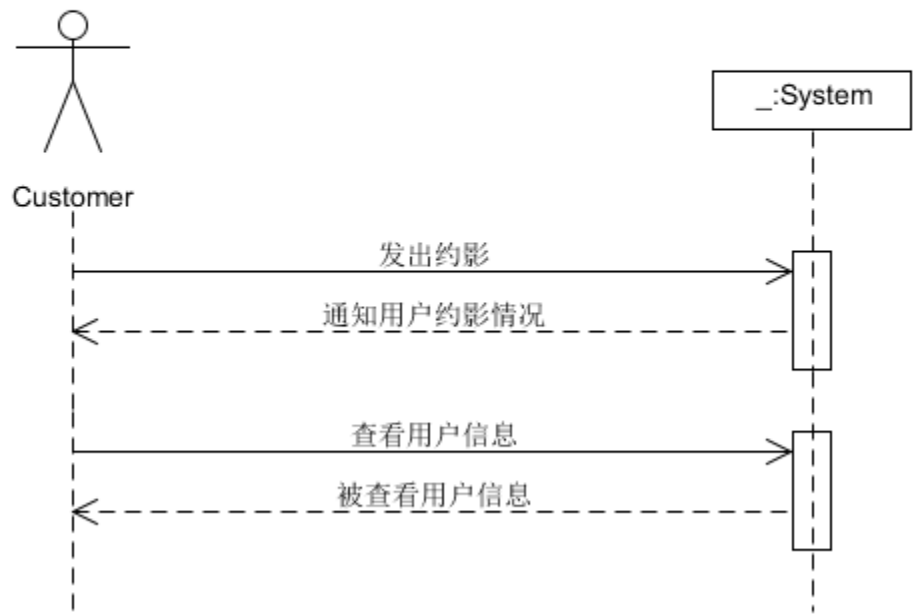 _:System
Customer
发出约影
通知用户约影情况
查看用户信息
被查看用户信息